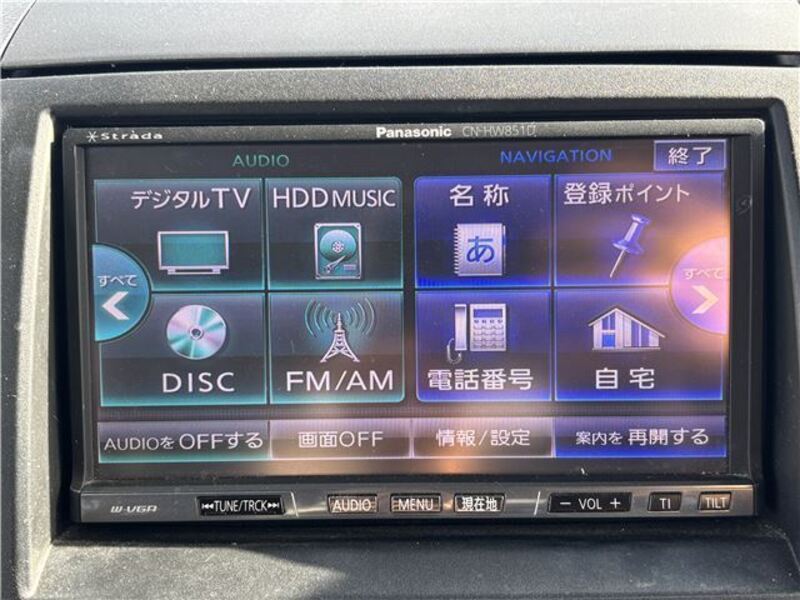 Strada Panasonic CN-HW851D
AUDIO NAVIGATION 終了
デジタルTV HDD MUSIC 名称 登録ポイント
あ
すべて すべて
DISC FM/AM 電話番号 自宅
AUDIOを OFFする 画面OFF 情報/設定 案内を 再開する
W-VGA TUNE/TRCK AUDIO MENU 現在地 − VOL + TI TILT